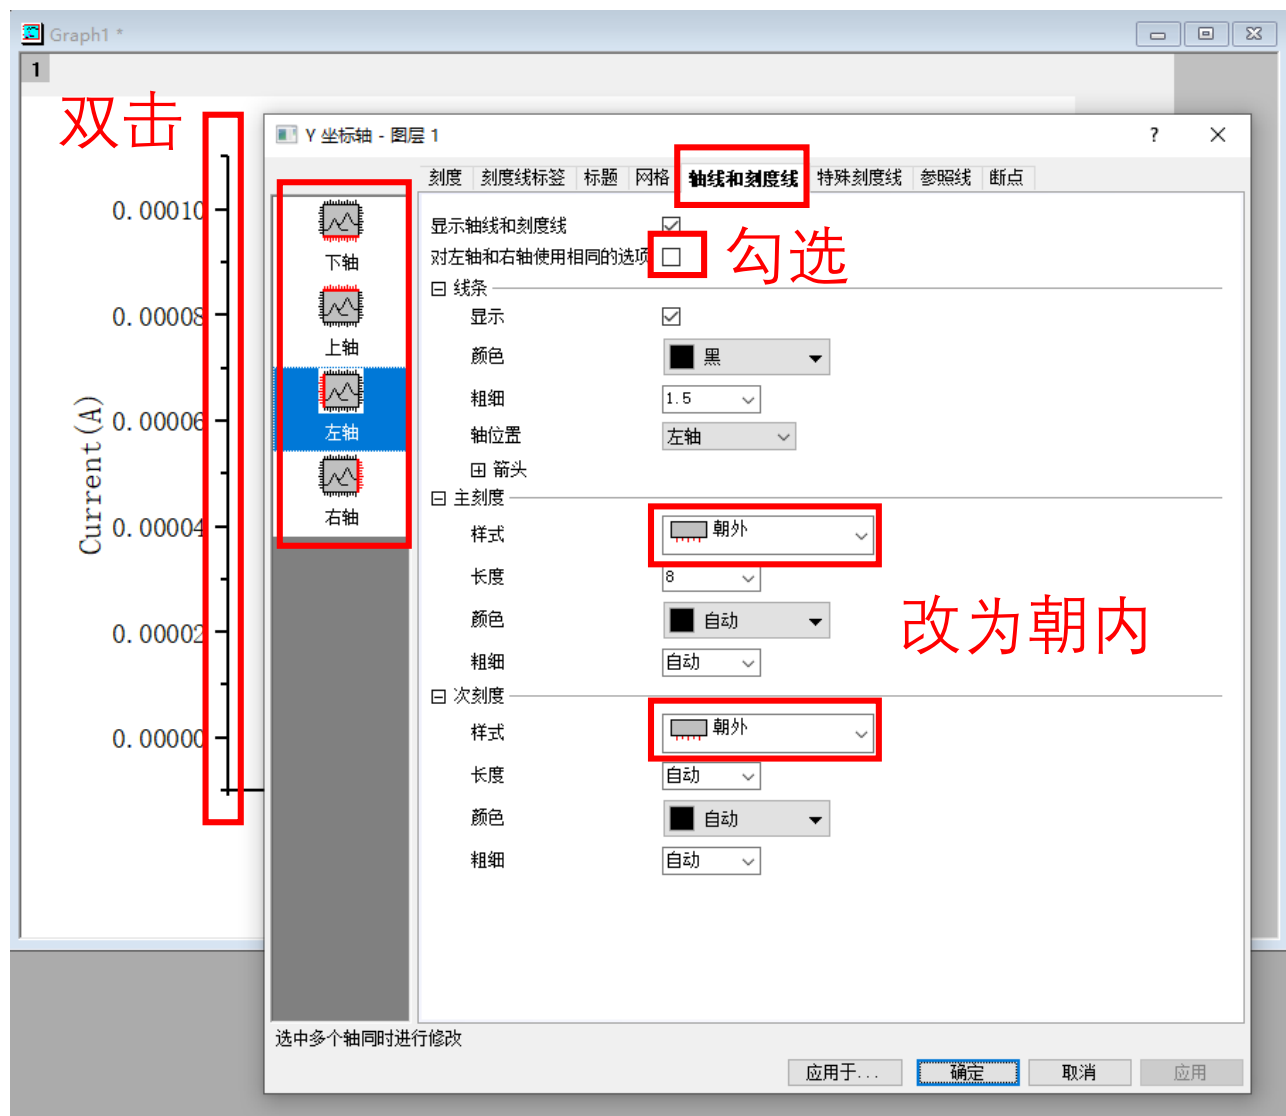 Graph1 *
1
双击
Y 坐标轴 - 图层 1
?
刻度 刻度线标签 标题 网格 轴线和刻度线 特殊刻度线 参照线 断点
下轴
上轴
左轴
右轴
显示轴线和刻度线
对左轴和右轴使用相同的选项
勾选
线条
显示
颜色 黑
粗细 1.5
轴位置 左轴
箭头
主刻度
样式 朝外
长度 8
颜色 自动
粗细 自动
改为朝内
次刻度
样式 朝外
长度 自动
颜色 自动
粗细 自动
选中多个轴同时进行修改
应用于... 确定 取消 应用
Current(A)
0.00010
0.00008
0.00006
0.00004
0.00002
0.00000